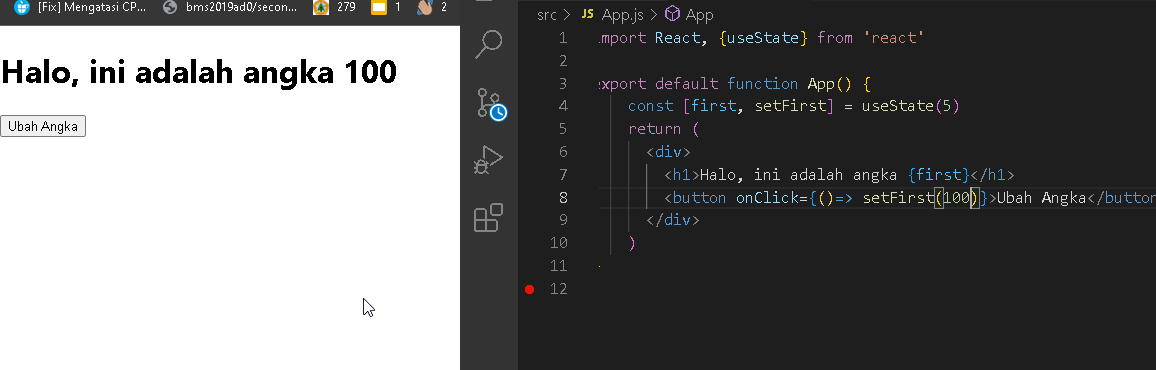 [Fix] Mengatasi CP... bms2019ad0/secon... 279 1 2
Halo, ini adalah angka 100
Ubah Angka
src > JS App.js > App
1 mport React, {useState} from 'react'
2
3 xport default function App() {
4 const [first, setFirst] = useState(5)
5 return (
6 <div>
7 <h1>Halo, ini adalah angka {first}</h1>
8 <button onClick={()=> setFirst(100)}>Ubah Angka</button
9 </div>
10 )
11
12